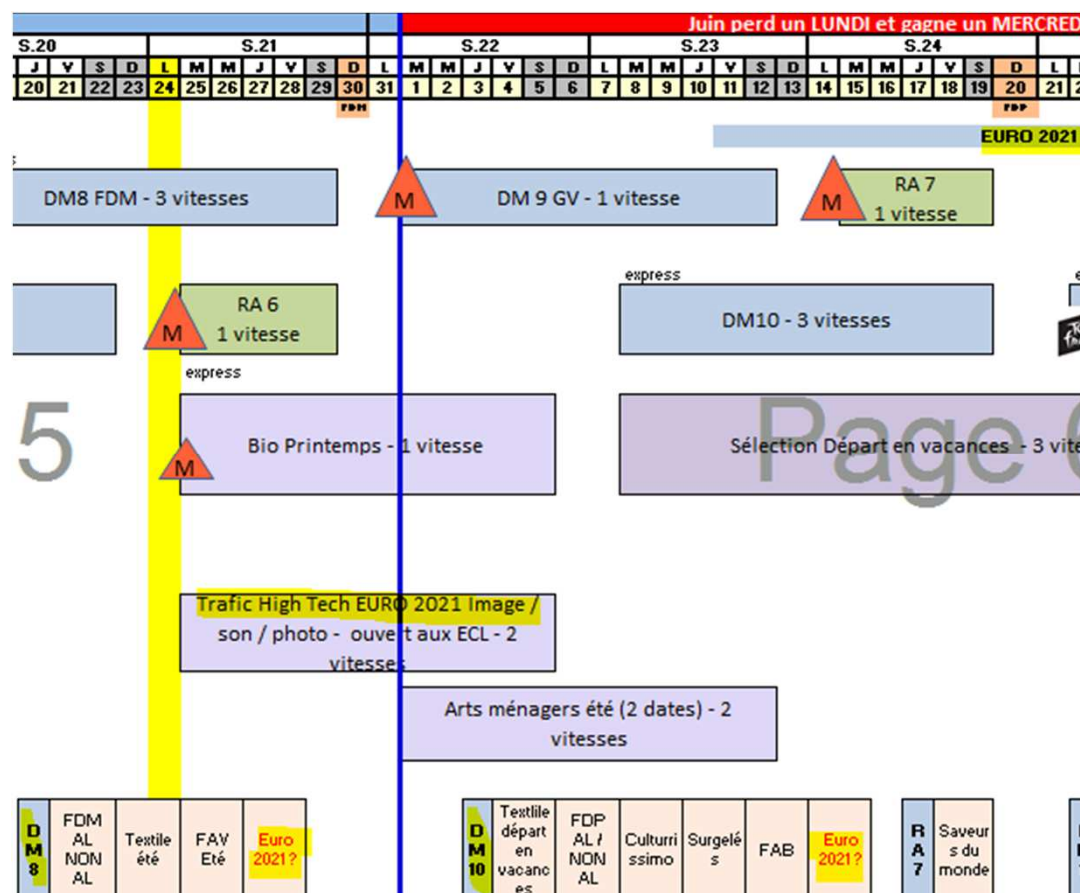 Juin perd un LUNDI et gagne un MERCRED
S.20 S.21 S.22 S.23 S.24
J V S D L M M J V S D L M M J V S D L M M J V S D L M M J V S D L
20 21 22 23 24 25 26 27 28 29 30 31 1 2 3 4 5 6 7 8 9 10 11 12 13 14 15 16 17 18 19 20 21
FDM FDP
EURO 2021
DM8 FDM - 3 vitesses
M
DM 9 GV - 1 vitesse
M
RA 7
1 vitesse
express
M
RA 6
1 vitesse
DM10 - 3 vitesses
express
5
M
Bio Printemps - 1 vitesse
Page
Sélection Départ en vacances - 3 vite
Trafic High Tech EURO 2021 Image /
son / photo - ouvert aux ECL - 2
vitesses
Arts ménagers été (2 dates) - 2
vitesses
D
M
8
FDM
AL
NON
AL
Textile
été
FAV
Eté
Euro
2021?
D
M
10
Textlile
départ
en
vacanc
es
FDP
AL /
NON
AL
Culturri
ssimo
Surgelé
s
FAB
Euro
2021?
R
A
7
Saveur
s du
monde